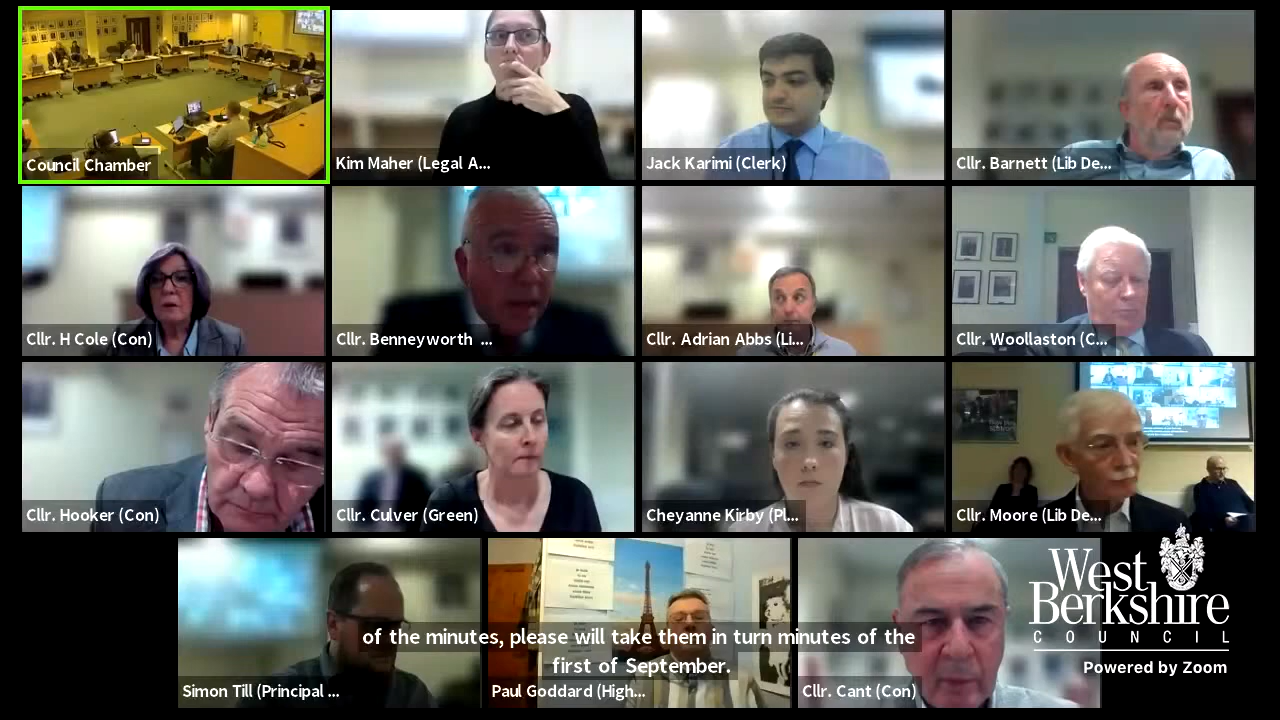 Council Chamber
Kim Maher (Legal A...
Jack Karimi (Clerk)
Cllr. Barnett (Lib De...
Cllr. H Cole (Con)
Cllr. Benneyworth ...
Cllr. Adrian Abbs (Li...
Cllr. Woollaston (C...
Cllr. Hooker (Con)
Cllr. Culver (Green)
Cheyanne Kirby (Pl...
Cllr. Moore (Lib De...
West
Berkshire
COUNCIL
of the minutes, please will take them in turn minutes of the
first of September.
Powered by Zoom
Simon Till (Principal ...
Paul Goddard (High...
Cllr. Cant (Con)